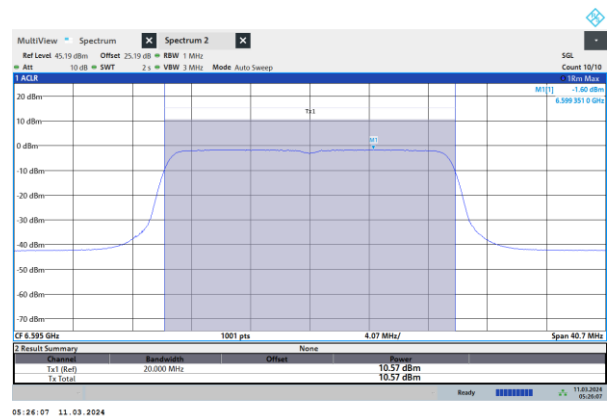 MultiView Spectrum X Spectrum 2 X
Ref Level 45.19 dBm Offset 25.19 dB RBW 1 MHz SGL
Att 10 dB SWT 2 s VBW 3 MHz Mode Auto Sweep Count 10/10
1 ACLR 1Rm Max
M1[1] -1.60 dBm
6.599 351 0 GHz
20 dBm
Tx1
10 dBm
M1
0 dBm
-10 dBm
-20 dBm
-30 dBm
-40 dBm
-50 dBm
-60 dBm
-70 dBm
CF 6.595 GHz 1001 pts 4.07 MHz/ Span 40.7 MHz
2 Result Summary None
Channel Bandwidth Offset Power
Tx1 (Ref) 20.000 MHz 10.57 dBm
Tx Total 10.57 dBm
Ready 11.03.2024
05:26:07
05:26:07 11.03.2024